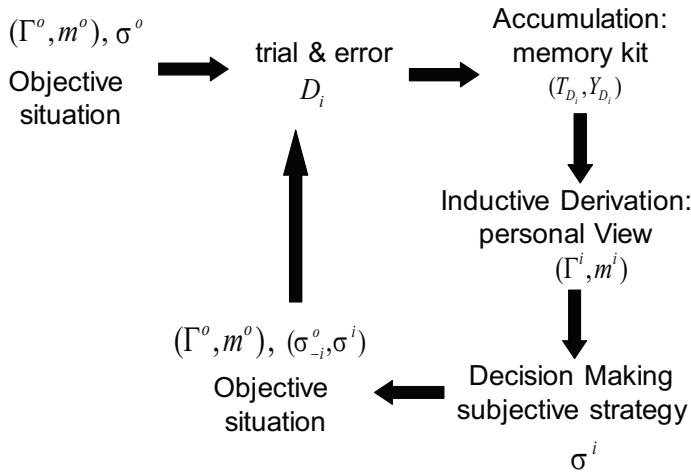 (Γ^o, m^o), σ^o
Objective
situation
trial & error
D_i
Accumulation:
memory kit
(T_{D_i}, Y_{D_i})
Inductive Derivation:
personal View
(Γ^i, m^i)
Decision Making
subjective strategy
σ^i
(Γ^o, m^o), (σ^o_{-i}, σ^i)
Objective
situation